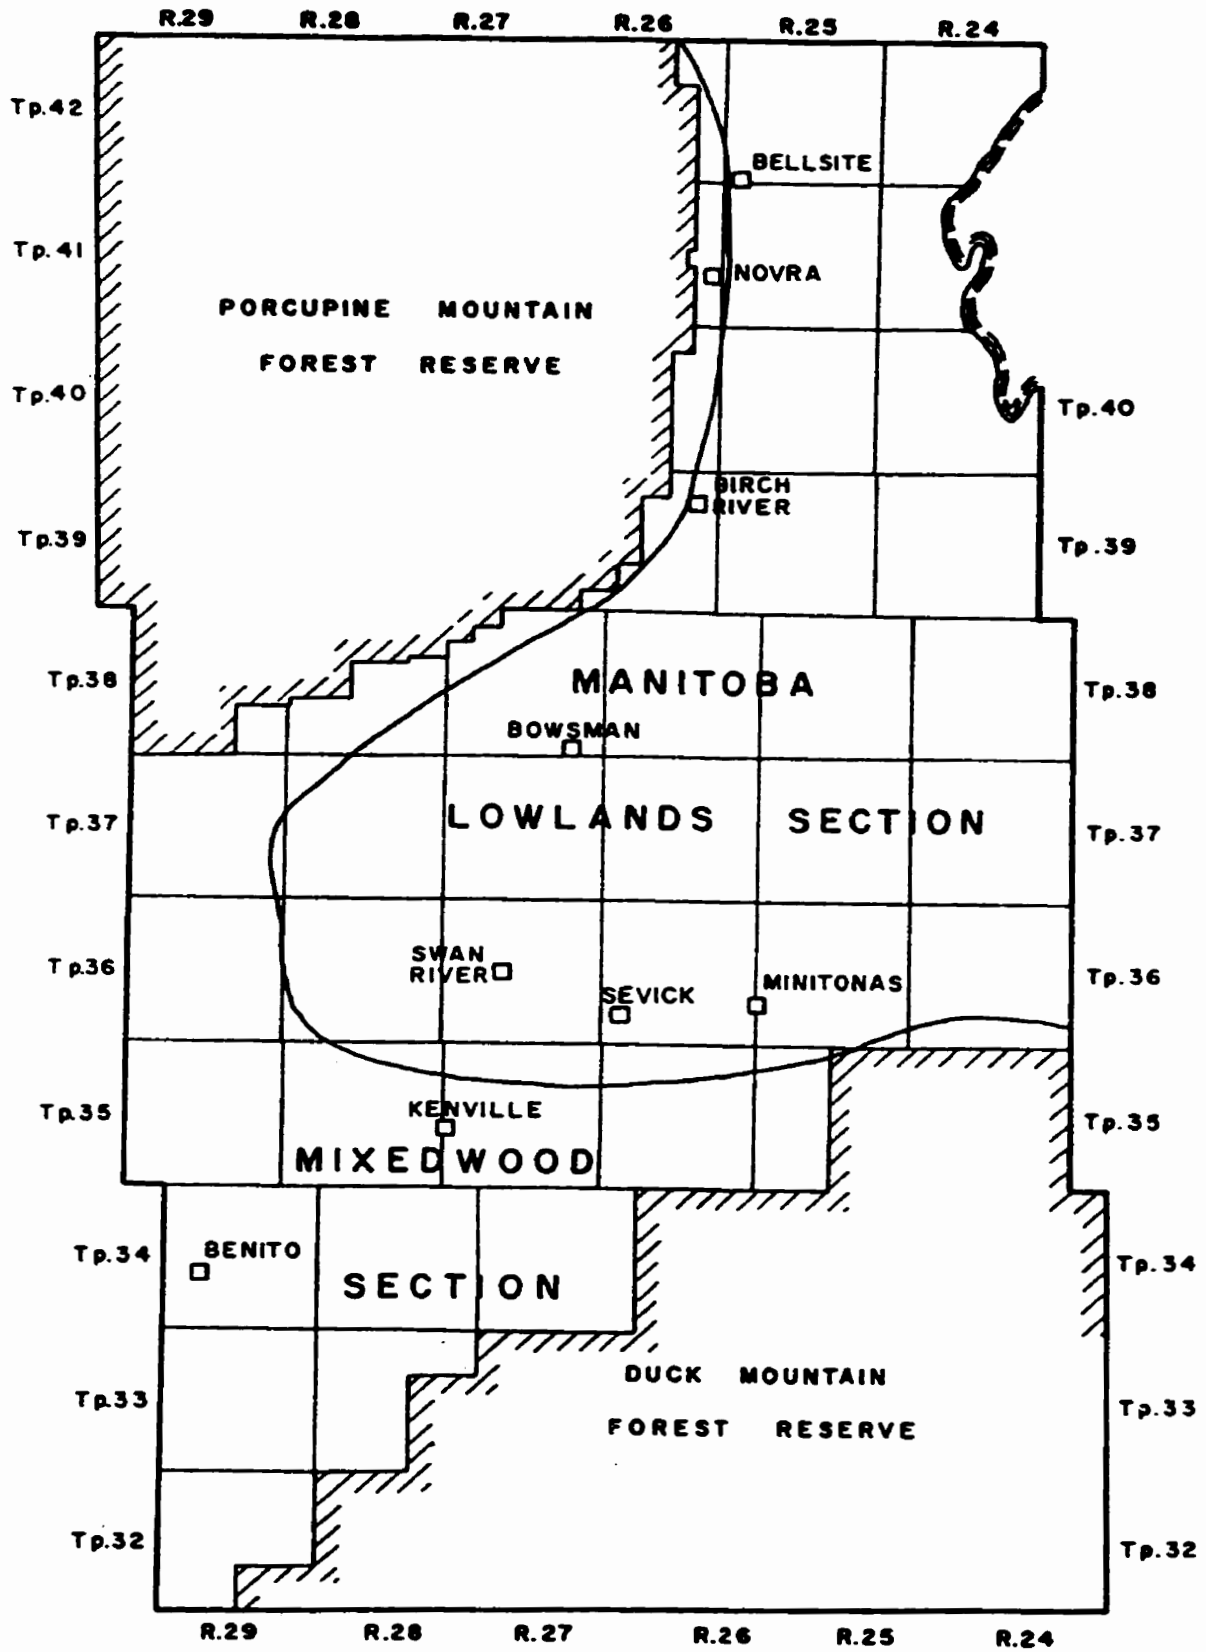 R.29 R.28 R.27 R.26 R.25 R.24
Tp.42
BELLSITE
Tp.41
NOVRA
PORCUPINE MOUNTAIN
FOREST RESERVE
Tp.40 Tp.40
BIRCH
RIVER
Tp.39 Tp.39
Tp.38 MANITOBA Tp.38
BOWSMAN
Tp.37 LOWLANDS SECTION Tp.37
SWAN
RIVER
Tp.36 Tp.36
SEVICK MINITONAS
Tp.35 KENVILLE Tp.35
MIXEDWOOD
Tp.34 BENITO Tp.34
SECTION
DUCK MOUNTAIN
Tp.33 Tp.33
FOREST RESERVE
Tp.32 Tp.32
R.29 R.28 R.27 R.26 R.25 R.24